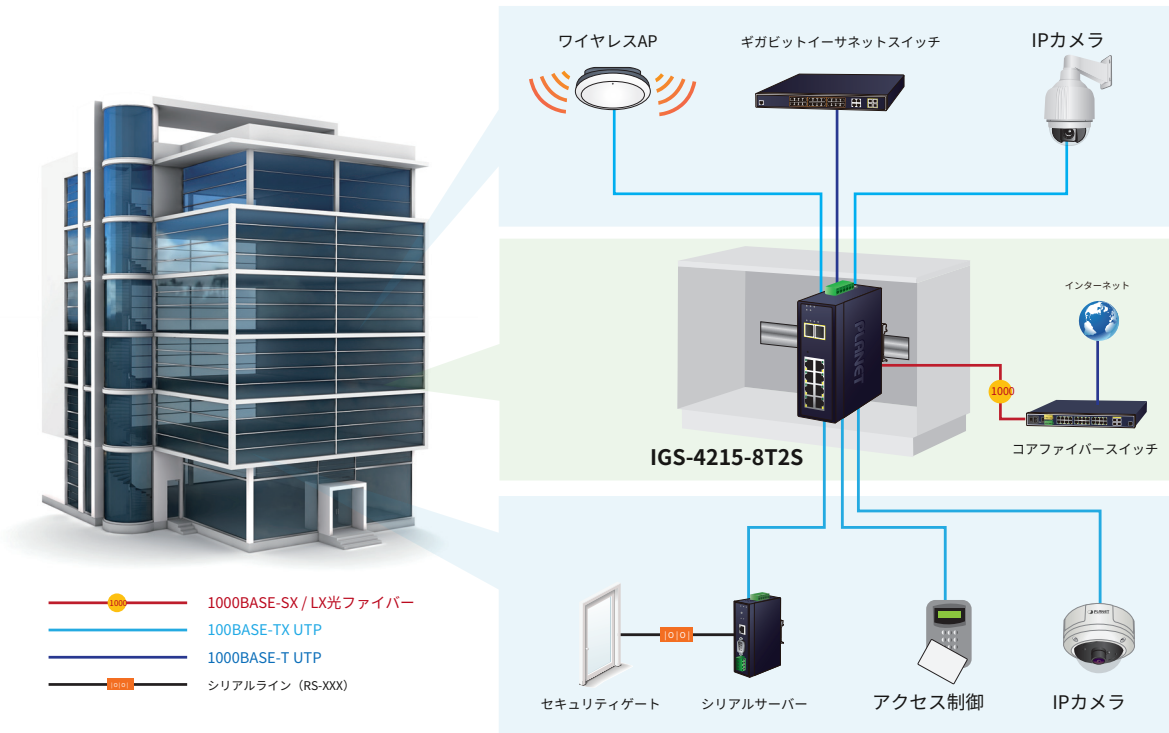 ワイヤレスAP
ギガビットイーサネットスイッチ
IPカメラ
PLANET
インターネット
1000
コアファイバースイッチ
IGS-4215-8T2S
1000
1000BASE-SX / LX光ファイバー
100BASE-TX UTP
1000BASE-T UTP
|O|O|
シリアルライン（RS-XXX）
|O|O|
PLANET
セキュリティゲート
シリアルサーバー
アクセス制御
IPカメラ